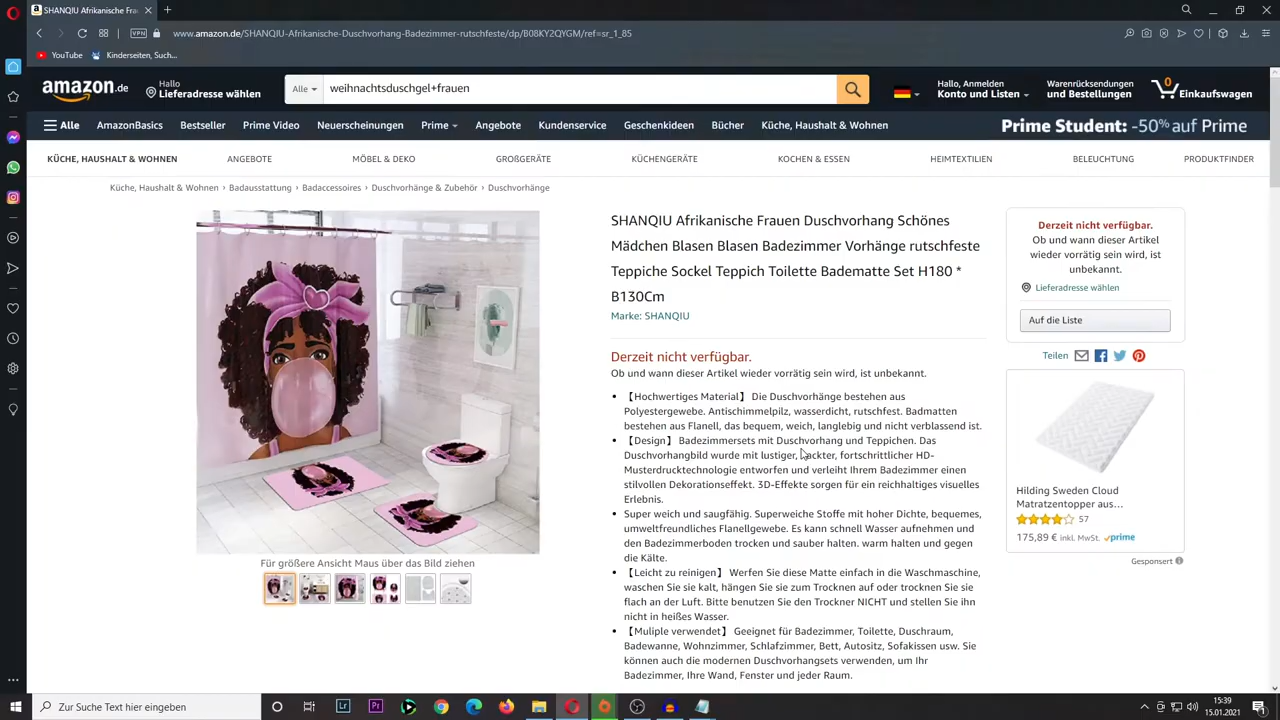 SHANQIU Afrikanische Frauen Dus
VPN
www.amazon.de/SHANQIU-Afrikanische-Duschvorhang-Badezimmer-rutschfeste/dp/B08KY2QYGM/ref=sr_1_85
YouTube
Kinderseiten, Such...
amazon.de
Hallo
Lieferadresse wählen
Alle
weihnachtsduschgel+frauen
Hallo, Anmelden
Konto und Listen
Warenrücksendungen
und Bestellungen
0
Einkaufswagen
Alle
AmazonBasics
Bestseller
Prime Video
Neuerscheinungen
Prime
Angebote
Kundenservice
Geschenkideen
Bücher
Küche, Haushalt & Wohnen
Prime Student: -50% auf Prime
KÜCHE, HAUSHALT & WOHNEN
ANGEBOTE
MÖBEL & DEKO
GROßGERÄTE
KÜCHENGERÄTE
KOCHEN & ESSEN
HEIMTEXTILIEN
BELEUCHTUNG
PRODUKTFINDER
Küche, Haushalt & Wohnen › Badausstattung › Badaccessoires › Duschvorhänge & Zubehör › Duschvorhänge
SHANQIU Afrikanische Frauen Duschvorhang Schönes
Mädchen Blasen Blasen Badezimmer Vorhänge rutschfeste
Teppiche Sockel Teppich Toilette Badematte Set H180 *
B130Cm
Marke: SHANQIU
Derzeit nicht verfügbar.
Ob und wann dieser Artikel wieder vorrätig sein wird, ist unbekannt.
【Hochwertiges Material】 Die Duschvorhänge bestehen aus
Polyestergewebe. Antischimmelpilz, wasserdicht, rutschfest. Badmatten
bestehen aus Flanell, das bequem, weich, langlebig und nicht verblassend ist.
【Design】 Badezimmersets mit Duschvorhang und Teppichen. Das
Duschvorhangbild wurde mit lustiger, nackter, fortschrittlicher HD-
Musterdrucktechnologie entworfen und verleiht Ihrem Badezimmer einen
stilvollen Dekorationseffekt. 3D-Effekte sorgen für ein reichhaltiges visuelles
Erlebnis.
Super weich und saugfähig. Superweiche Stoffe mit hoher Dichte, bequemes,
umweltfreundliches Flanellgewebe. Es kann schnell Wasser aufnehmen und
den Badezimmerboden trocken und sauber halten. warm halten und gegen
die Kälte.
【Leicht zu reinigen】 Werfen Sie diese Matte einfach in die Waschmaschine,
waschen Sie sie kalt, hängen Sie sie zum Trocknen auf oder trocknen Sie sie
flach an der Luft. Bitte benutzen Sie den Trockner NICHT und stellen Sie ihn
nicht in heißes Wasser.
【Muliple verwendet】 Geeignet für Badezimmer, Toilette, Duschraum,
Badewanne, Wohnzimmer, Schlafzimmer, Bett, Autositz, Sofakissen usw. Sie
können auch die modernen Duschvorhangsets verwenden, um Ihr
Badezimmer, Ihre Wand, Fenster und jeder Raum.
Für größere Ansicht Maus über das Bild ziehen
Derzeit nicht verfügbar.
Ob und wann dieser Artikel
wieder vorrätig sein wird, ist
unbekannt.
Lieferadresse wählen
Auf die Liste
Teilen
Hilding Sweden Cloud
Matratzentopper aus...
57
175,89 € inkl. MwSt. prime
Gesponsert
Zur Suche Text hier eingeben
Lr
Pr
15:39
15.01.2021